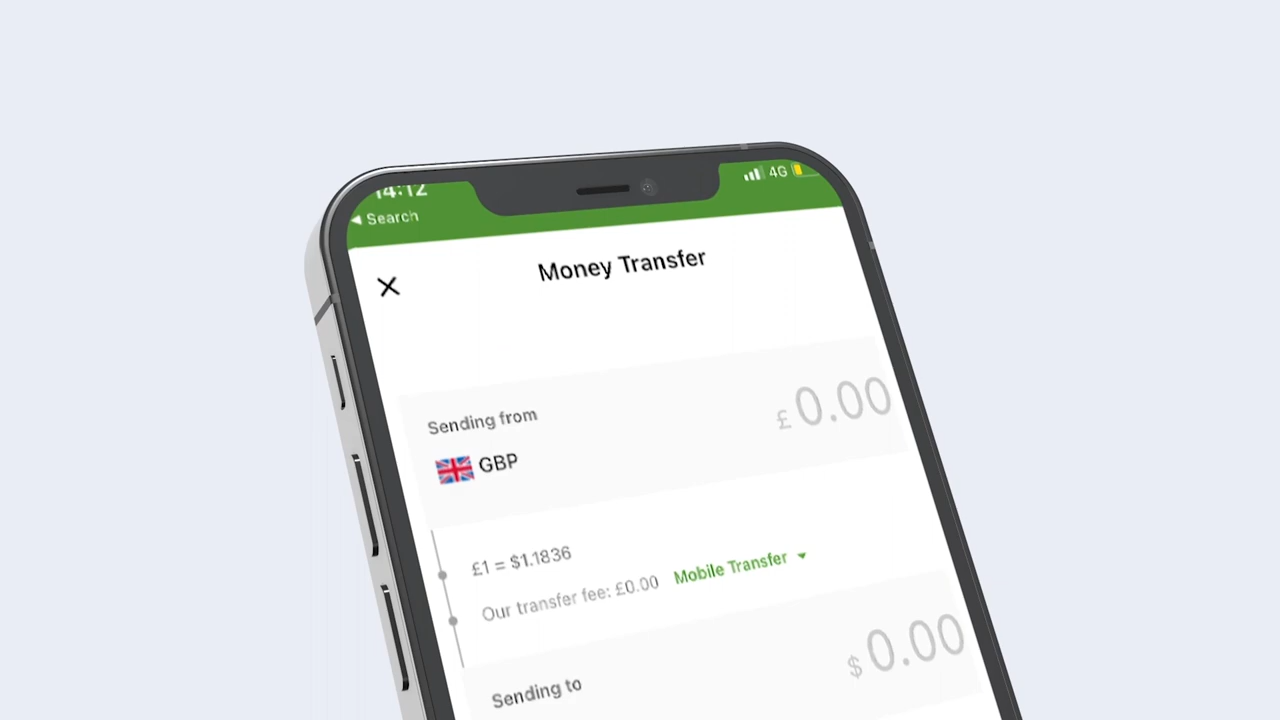 14:12
4G
◀ Search
Money Transfer
Sending from
£0.00
GBP
£1 = $1.1836
Our transfer fee: £0.00 Mobile Transfer
Sending to
$0.00